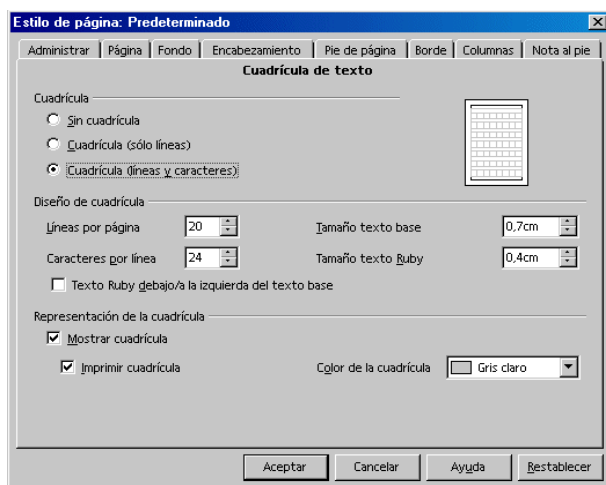 Estilo de página: Predeterminado
Administrar Página Fondo Encabezamiento Pie de página Borde Columnas Nota al pie
Cuadrícula de texto
Cuadrícula
Sin cuadrícula
Cuadrícula (sólo líneas)
Cuadrícula (líneas y caracteres)
Diseño de cuadrícula
Líneas por página 20 Tamaño texto base 0,7cm
Caracteres por línea 24 Tamaño texto Ruby 0,4cm
Texto Ruby debajo/a la izquierda del texto base
Representación de la cuadrícula
Mostrar cuadrícula
Imprimir cuadrícula Color de la cuadrícula Gris claro
Aceptar Cancelar Ayuda Restablecer